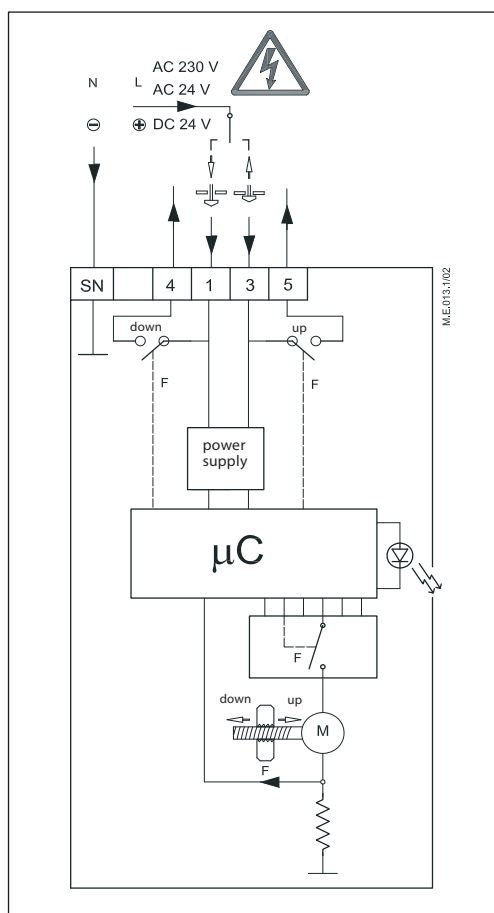 AC 230 V
N L AC 24 V
⊖ ⊕ DC 24 V
SN 4 1 3 5
M.E.013.1/02
down up
F F
power
supply
µC
F
down up
M
F